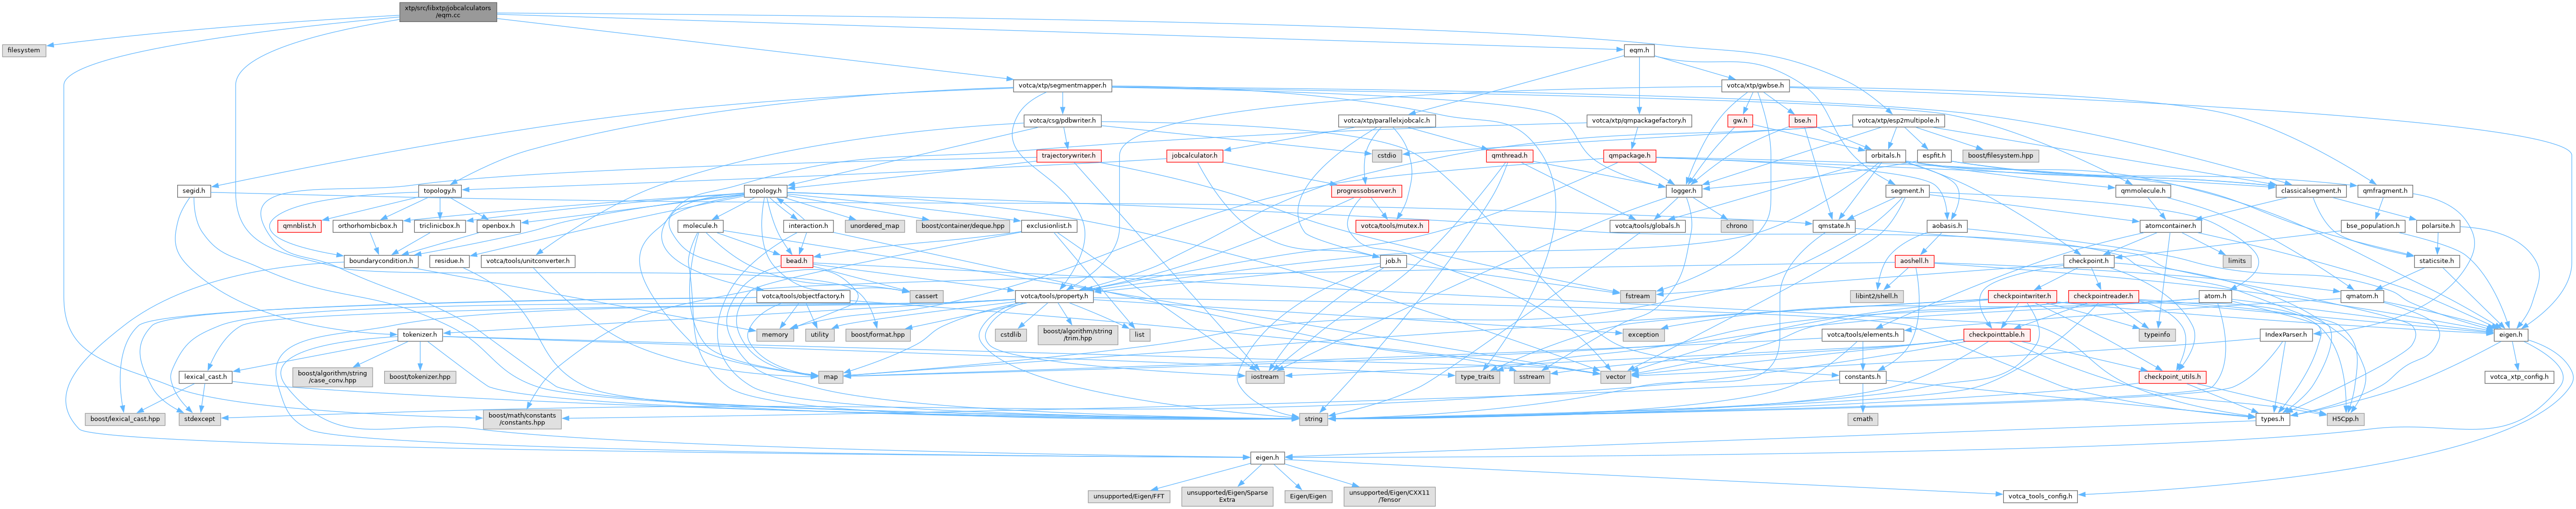 xtp/src/libxtp/jobcalculators
/eqm.cc
filesystem
eqm.h
votca/xtp/segmentmapper.h
votca/xtp/gwbse.h
votca/csg/pdbwriter.h
votca/xtp/parallelxjobcalc.h
votca/xtp/qmpackagefactory.h
gw.h
bse.h
votca/xtp/esp2multipole.h
trajectorywriter.h
jobcalculator.h
cstdio
qmthread.h
qmpackage.h
orbitals.h
espfit.h
boost/filesystem.hpp
segid.h
topology.h
topology.h
progressobserver.h
logger.h
segment.h
qmmolecule.h
classicalsegment.h
qmfragment.h
qmnblist.h
orthorhombicbox.h
triclinicbox.h
openbox.h
molecule.h
interaction.h
unordered_map
boost/container/deque.hpp
exclusionlist.h
votca/tools/mutex.h
votca/tools/globals.h
chrono
qmstate.h
aobasis.h
atomcontainer.h
bse_population.h
polarsite.h
boundarycondition.h
residue.h
votca/tools/unitconverter.h
bead.h
job.h
aoshell.h
checkpoint.h
limits
staticsite.h
votca/tools/objectfactory.h
cassert
votca/tools/property.h
fstream
libint2/shell.h
checkpointwriter.h
checkpointreader.h
atom.h
qmatom.h
tokenizer.h
memory
utility
boost/format.hpp
cstdlib
boost/algorithm/string
/trim.hpp
list
exception
votca/tools/elements.h
checkpointtable.h
typeinfo
IndexParser.h
eigen.h
lexical_cast.h
boost/algorithm/string
/case_conv.hpp
boost/tokenizer.hpp
map
iostream
type_traits
sstream
vector
constants.h
checkpoint_utils.h
votca_xtp_config.h
boost/lexical_cast.hpp
stdexcept
boost/math/constants
/constants.hpp
string
cmath
types.h
H5Cpp.h
eigen.h
unsupported/Eigen/FFT
unsupported/Eigen/Sparse
Extra
Eigen/Eigen
unsupported/Eigen/CXX11
/Tensor
votca_tools_config.h